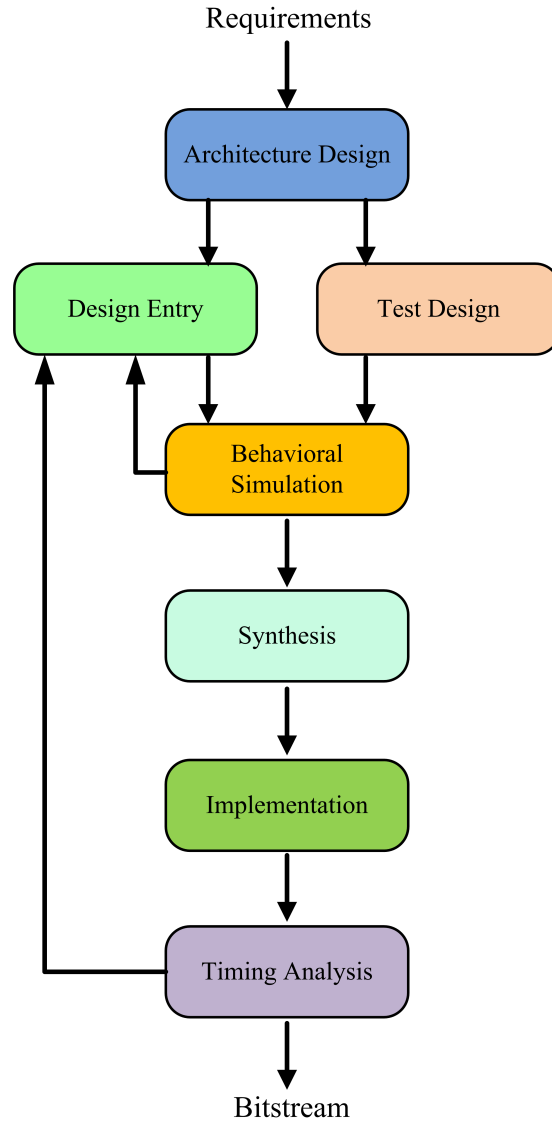 Requirements
Architecture Design
Design Entry
Test Design
Behavioral
Simulation
Synthesis
Implementation
Timing Analysis
Bitstream